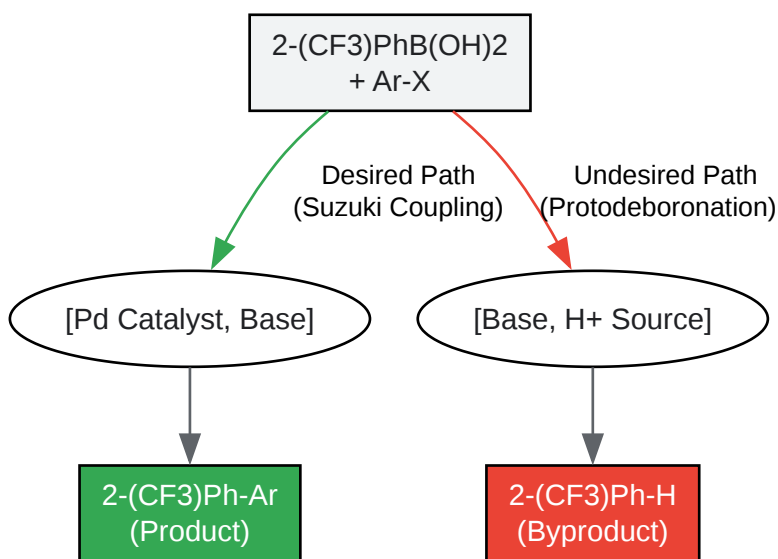 2-(CF3)PhB(OH)2
+ Ar-X
Desired Path
(Suzuki Coupling)
Undesired Path
(Protodeboronation)
[Pd Catalyst, Base]
[Base, H+ Source]
2-(CF3)Ph-Ar
(Product)
2-(CF3)Ph-H
(Byproduct)